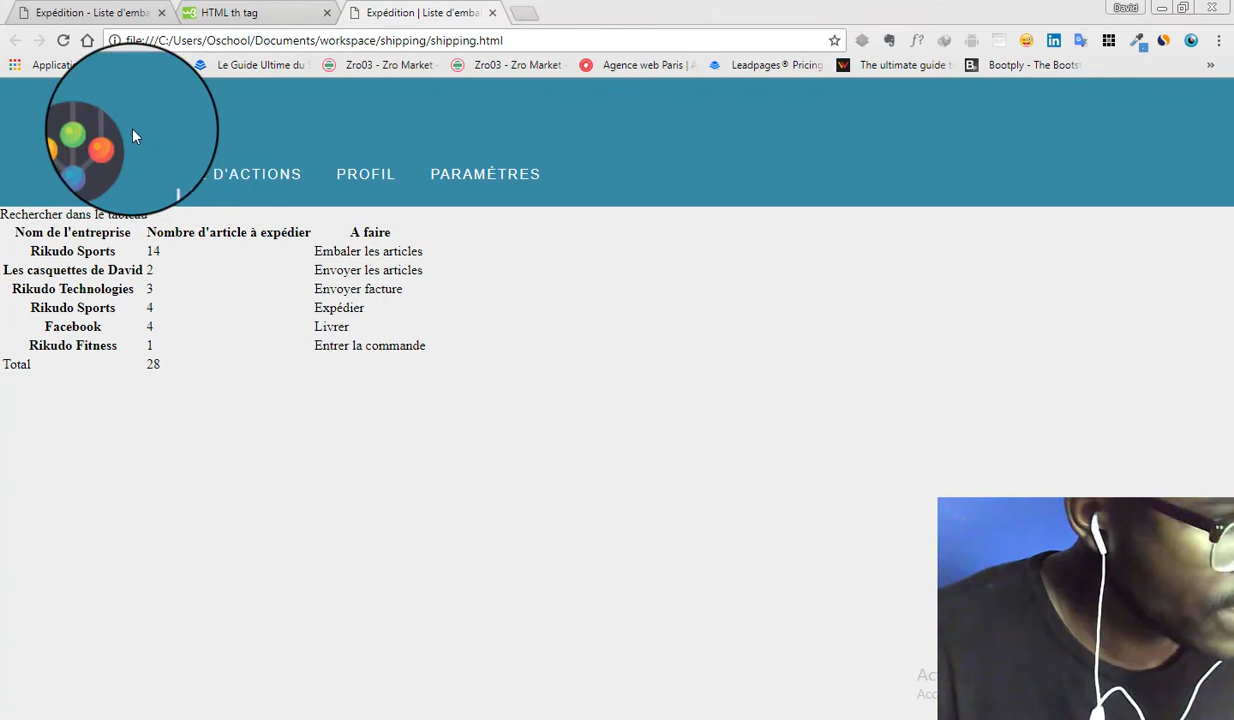 Expédition - Liste d'emba
HTML th tag
Expédition | Liste d'emba
David
file:///C:/Users/Oschool/Documents/workspace/shipping/shipping.html
f?
Le Guide Ultime du
Zro03 - Zro Market
Zro03 - Zro Market
Agence web Paris | A
Leadpages® Pricing
The ultimate guide
Bootply - The Boots
»
D'ACTIONS PROFIL PARAMÈTRES
Rechercher dans le tableau
Nom de l'entreprise Nombre d'article à expédier A faire
Rikudo Sports 14 Embaler les articles
Les casquettes de David 2 Envoyer les articles
Rikudo Technologies 3 Envoyer facture
Rikudo Sports 4 Expédier
Facebook 4 Livrer
Rikudo Fitness 1 Entrer la commande
Total 28